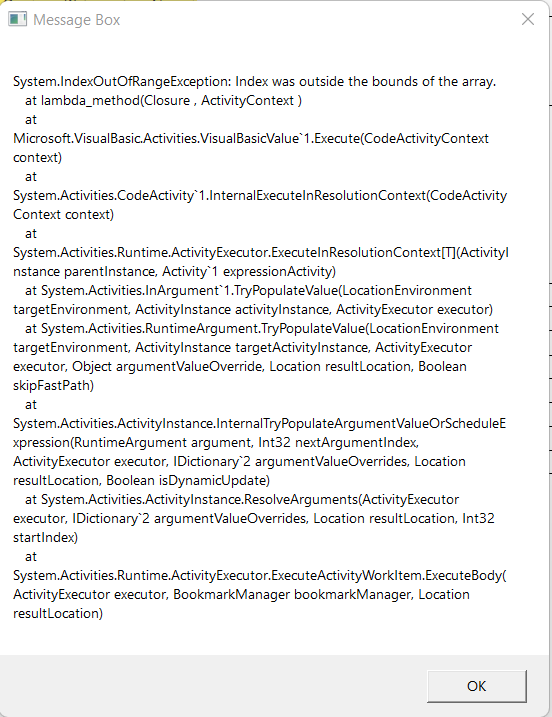 Message Box
System.IndexOutOfRangeException: Index was outside the bounds of the array.
at lambda_method(Closure , ActivityContext )
at
Microsoft.VisualBasic.Activities.VisualBasicValue`1.Execute(CodeActivityContext
context)
at
System.Activities.CodeActivity`1.InternalExecuteInResolutionContext(CodeActivity
Context context)
at
System.Activities.Runtime.ActivityExecutor.ExecuteInResolutionContext[T](ActivityI
nstance parentInstance, Activity`1 expressionActivity)
at System.Activities.InArgument`1.TryPopulateValue(LocationEnvironment
targetEnvironment, ActivityInstance activityInstance, ActivityExecutor executor)
at System.Activities.RuntimeArgument.TryPopulateValue(LocationEnvironment
targetEnvironment, ActivityInstance targetActivityInstance, ActivityExecutor
executor, Object argumentValueOverride, Location resultLocation, Boolean
skipFastPath)
at
System.Activities.ActivityInstance.InternalTryPopulateArgumentValueOrScheduleE
xpression(RuntimeArgument argument, Int32 nextArgumentIndex,
ActivityExecutor executor, IDictionary`2 argumentValueOverrides, Location
resultLocation, Boolean isDynamicUpdate)
at System.Activities.ActivityInstance.ResolveArguments(ActivityExecutor
executor, IDictionary`2 argumentValueOverrides, Location resultLocation, Int32
startIndex)
at
System.Activities.Runtime.ActivityExecutor.ExecuteActivityWorkItem.ExecuteBody(
ActivityExecutor executor, BookmarkManager bookmarkManager, Location
resultLocation)
OK